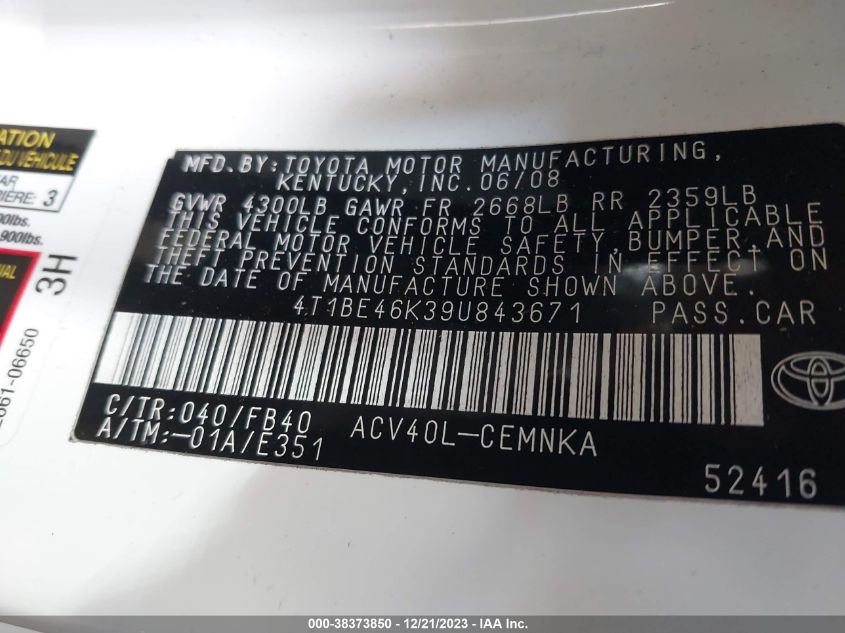 ATION
DU VÉHICULE
AR
RIÈRE: 3
00lbs.
.900lbs.
3H
2661-06650
MFD. BY: TOYOTA MOTOR MANUFACTURING,
KENTUCKY, INC. 06/08
GVWR 4300LB GAWR FR 2668LB RR 2359LB
THIS VEHICLE CONFORMS TO ALL APPLICABLE
FEDERAL MOTOR VEHICLE SAFETY, BUMPER, AND
THEFT PREVENTION STANDARDS IN EFFECT ON
THE DATE OF MANUFACTURE SHOWN ABOVE.
4T1BE46K39U843671 PASS. CAR
C/TR: 040/FB40
A/TM:-01A/E351
ACV40L-CEMNKA
52416
000-38373850 - 12/21/2023 - IAA Inc.